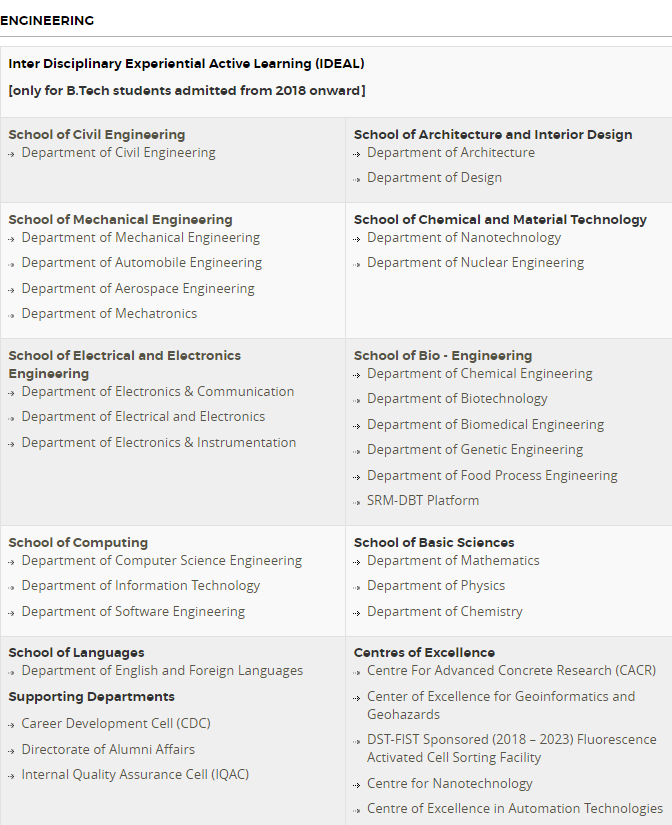 ENGINEERING
Inter Disciplinary Experiential Active Learning (IDEAL)
[only for B.Tech students admitted from 2018 onward]
School of Civil Engineering
Department of Civil Engineering
School of Architecture and Interior Design
Department of Architecture
Department of Design
School of Mechanical Engineering
Department of Mechanical Engineering
Department of Automobile Engineering
Department of Aerospace Engineering
Department of Mechatronics
School of Chemical and Material Technology
Department of Nanotechnology
Department of Nuclear Engineering
School of Electrical and Electronics
Engineering
Department of Electronics & Communication
Department of Electrical and Electronics
Department of Electronics & Instrumentation
School of Bio - Engineering
Department of Chemical Engineering
Department of Biotechnology
Department of Biomedical Engineering
Department of Genetic Engineering
Department of Food Process Engineering
SRM-DBT Platform
School of Computing
Department of Computer Science Engineering
Department of Information Technology
Department of Software Engineering
School of Basic Sciences
Department of Mathematics
Department of Physics
Department of Chemistry
School of Languages
Department of English and Foreign Languages
Supporting Departments
Career Development Cell (CDC)
Directorate of Alumni Affairs
Internal Quality Assurance Cell (IQAC)
Centres of Excellence
Centre For Advanced Concrete Research (CACR)
Center of Excellence for Geoinformatics and
Geohazards
DST-FIST Sponsored (2018 – 2023) Fluorescence
Activated Cell Sorting Facility
Centre for Nanotechnology
Centre of Excellence in Automation Technologies